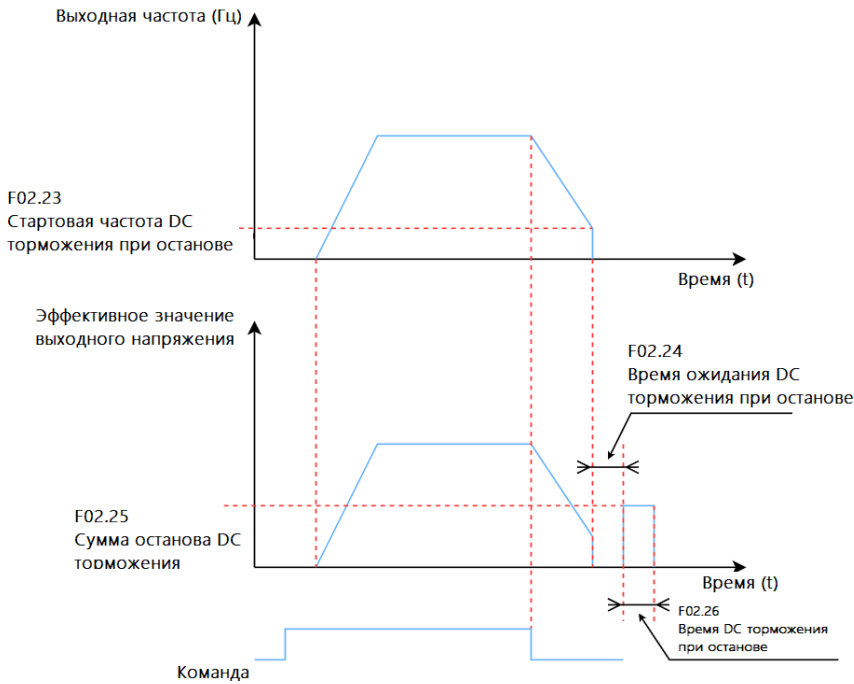 Выходная частота (Гц)
F02.23
Стартовая частота DC
торможения при останове
Время (t)
Эффективное значение
выходного напряжения
F02.24
Время ожидания DC
торможения при останове
F02.25
Сумма останова DC
торможения
Время (t)
F02.26
Время DC торможения
при останове
Команда